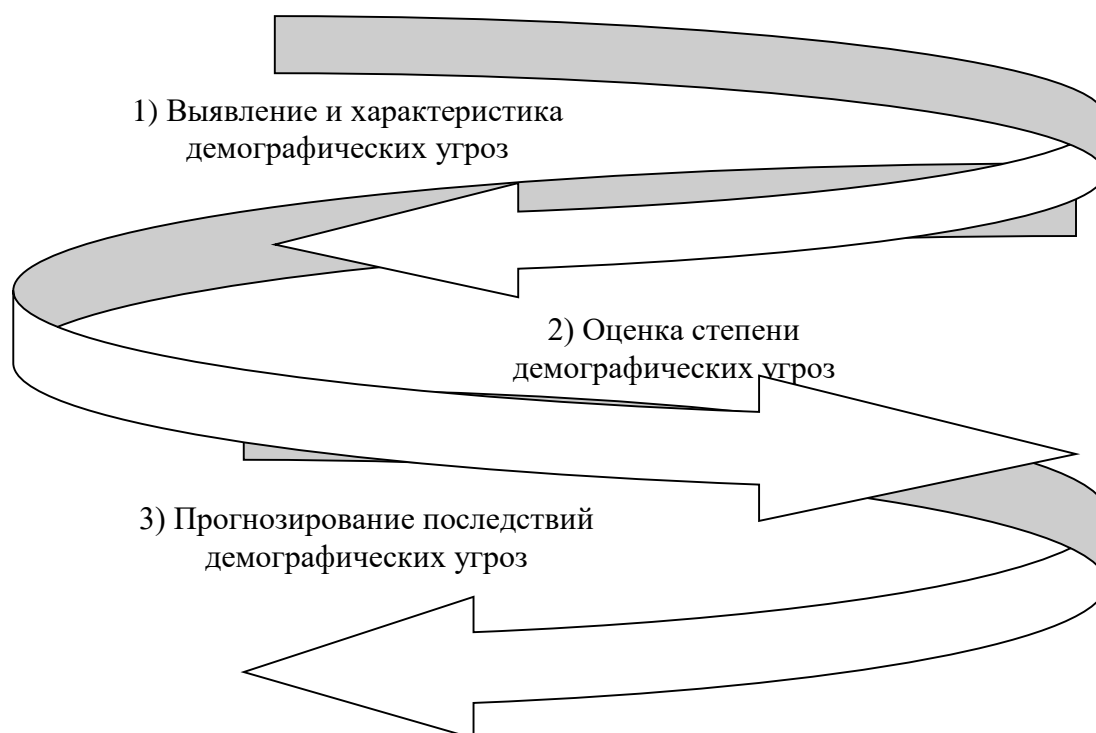 1) Выявление и характеристика
демографических угроз
2) Оценка степени
демографических угроз
3) Прогнозирование последствий
демографических угроз